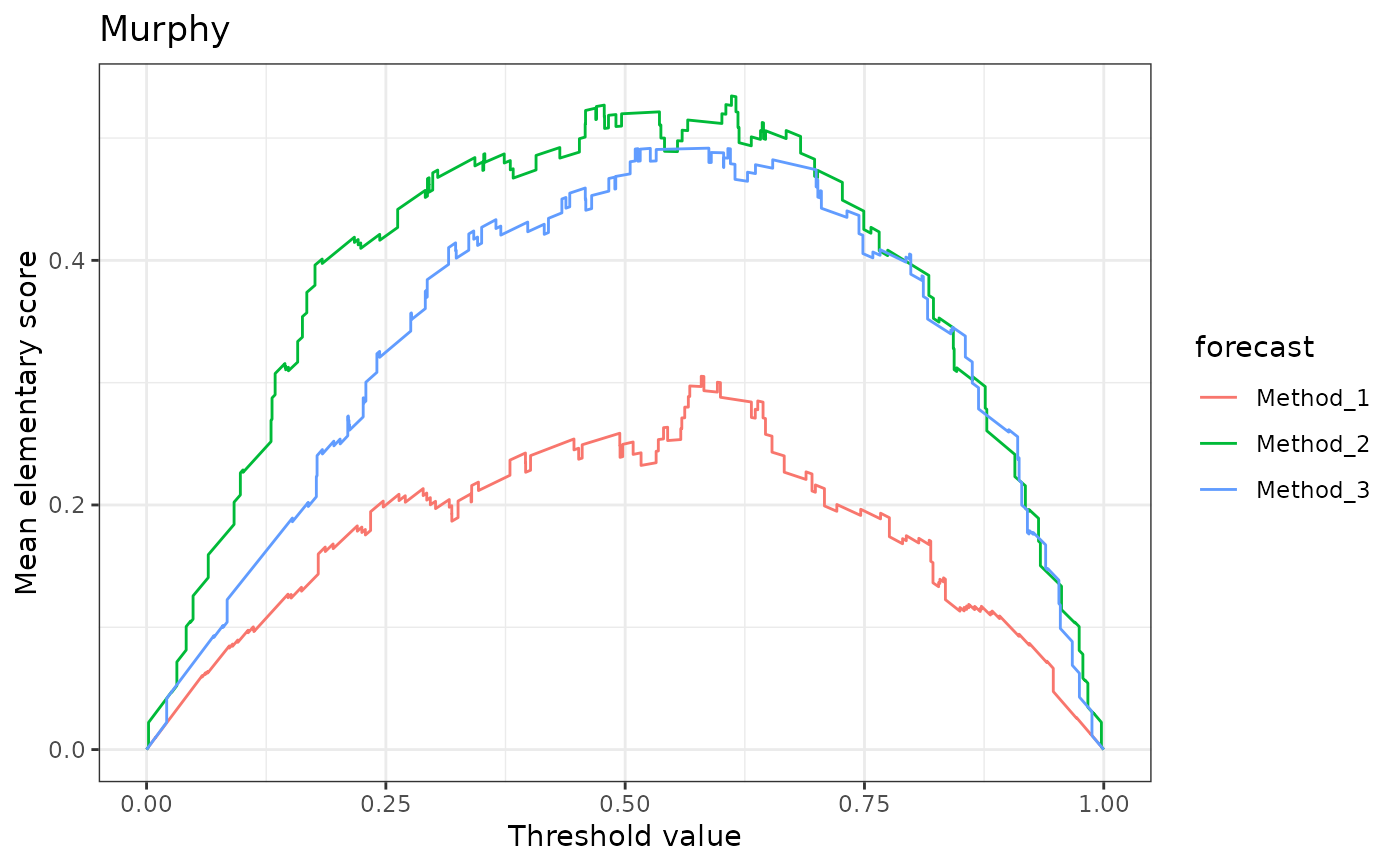 Murphy
Mean elementary score
0.4
0.2
0.0
0.00 0.25 0.50 0.75 1.00
Threshold value
forecast
Method_1
Method_2
Method_3